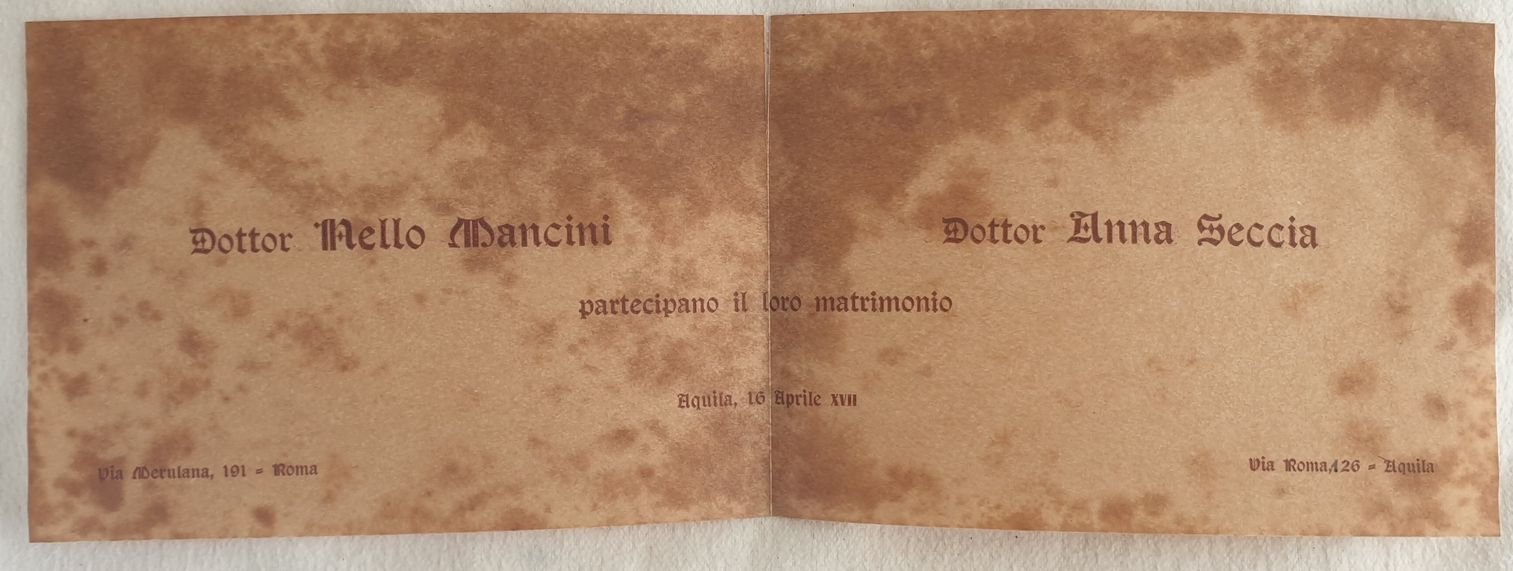 Dottor Nello Mancini
Dottor Anna Seccia
partecipano il loro matrimonio
Aquila, 16 Aprile XVII
Via Merulana, 191 = Roma
Via Roma, 126 = Aquila